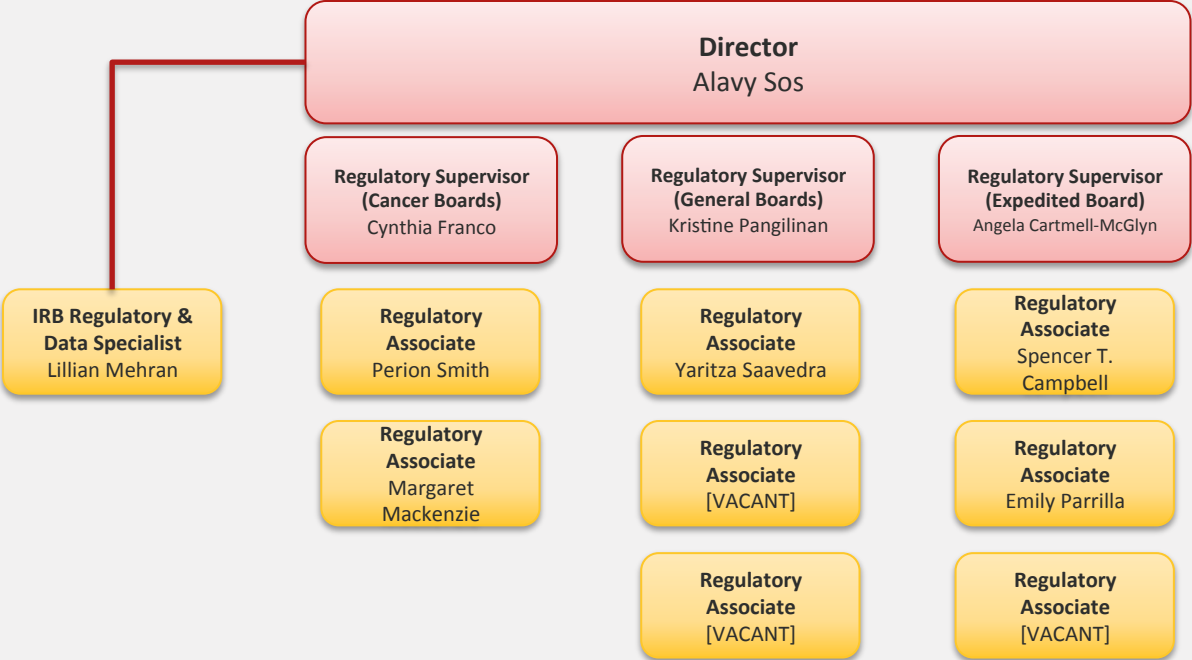 Director
Alavy Sos
Regulatory Supervisor
(Cancer Boards)
Cynthia Franco
Regulatory Supervisor
(General Boards)
Kristine Pangilinan
Regulatory Supervisor
(Expedited Board)
Angela Cartmell-McGlyn
IRB Regulatory &
Data Specialist
Lillian Mehran
Regulatory
Associate
Perion Smith
Regulatory
Associate
Yaritza Saavedra
Regulatory
Associate
Spencer T.
Campbell
Regulatory
Associate
Margaret
Mackenzie
Regulatory
Associate
[VACANT]
Regulatory
Associate
Emily Parrilla
Regulatory
Associate
[VACANT]
Regulatory
Associate
[VACANT]